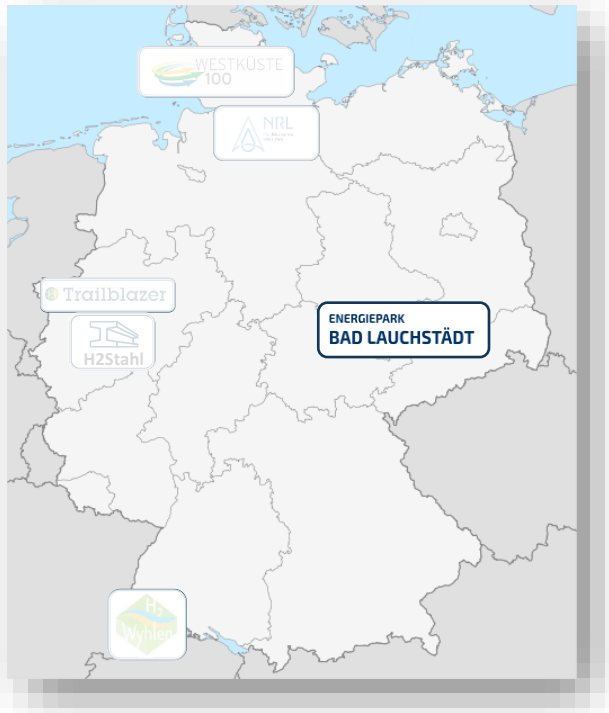 WESTKÜSTE
100
NRL
Trailblazer
H2Stahl
ENERGIEPARK
BAD LAUCHSTÄDT
H2
Wyhlen